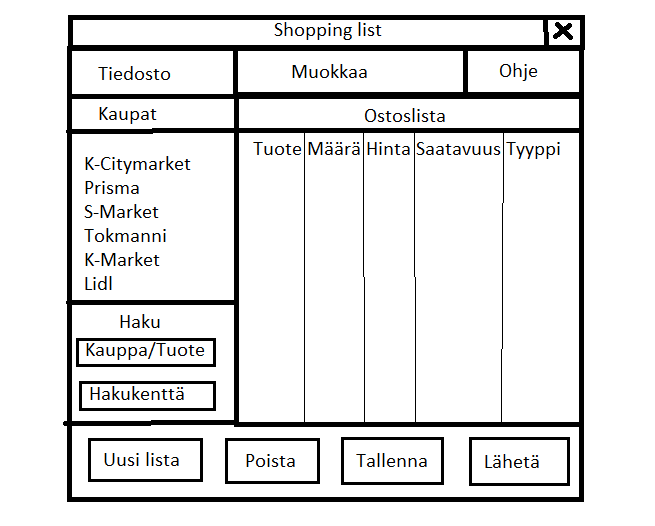 Shopping list
Tiedosto
Muokkaa
Ohje
Kaupat
Ostoslista
K-Citymarket
Prisma
S-Market
Tokmanni
K-Market
Lidl
Tuote Määrä Hinta Saatavuus Tyyppi
Haku
Kauppa/Tuote
Hakukenttä
Uusi lista
Poista
Tallenna
Lähetä